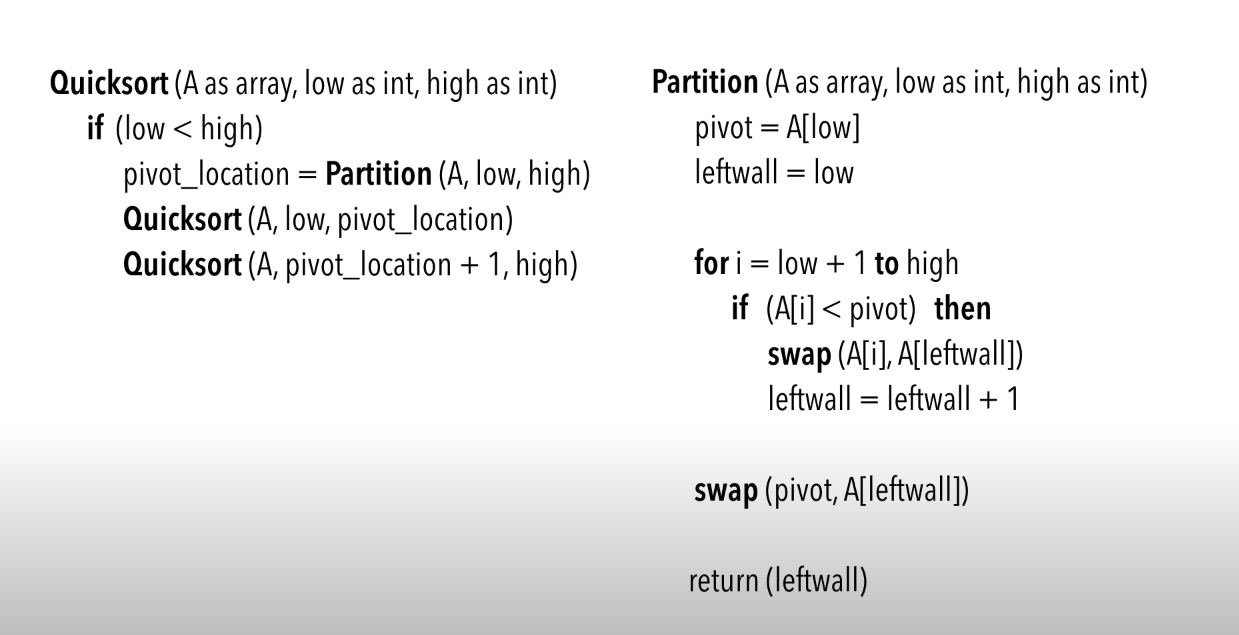 Quicksort (A as array, low as int, high as int)
if (low < high)
pivot_location = Partition (A, low, high)
Quicksort (A, low, pivot_location)
Quicksort (A, pivot_location + 1, high)
Partition (A as array, low as int, high as int)
pivot = A[low]
leftwall = low
for i = low + 1 to high
if (A[i] < pivot) then
swap (A[i], A[leftwall])
leftwall = leftwall + 1
swap (pivot, A[leftwall])
return (leftwall)